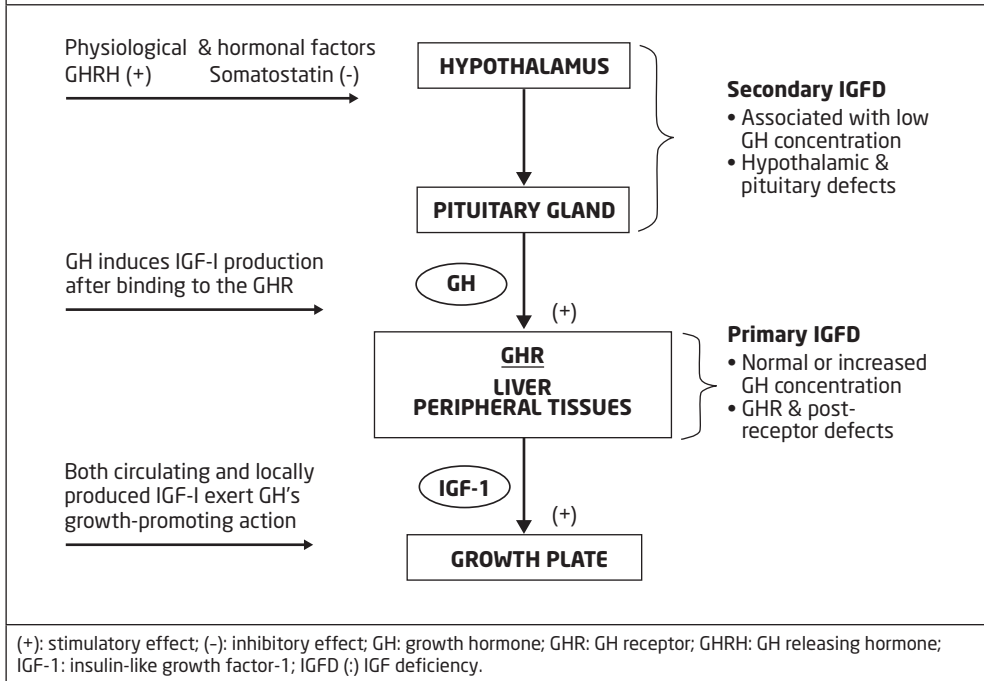 Physiological & hormonal factors
GHRH (+) Somatostatin (-)
HYPOTHALAMUS
Secondary IGFD
• Associated with low
GH concentration
• Hypothalamic &
pituitary defects
PITUITARY GLAND
GH induces IGF-I production
after binding to the GHR
GH
(+)
GHR
LIVER
PERIPHERAL TISSUES
Primary IGFD
• Normal or increased
GH concentration
• GHR & post-
receptor defects
Both circulating and locally
produced IGF-I exert GH's
growth-promoting action
IGF-1
(+)
GROWTH PLATE
(+): stimulatory effect; (–): inhibitory effect; GH: growth hormone; GHR: GH receptor; GHRH: GH releasing hormone;
IGF-1: insulin-like growth factor-1; IGFD (:) IGF deficiency.